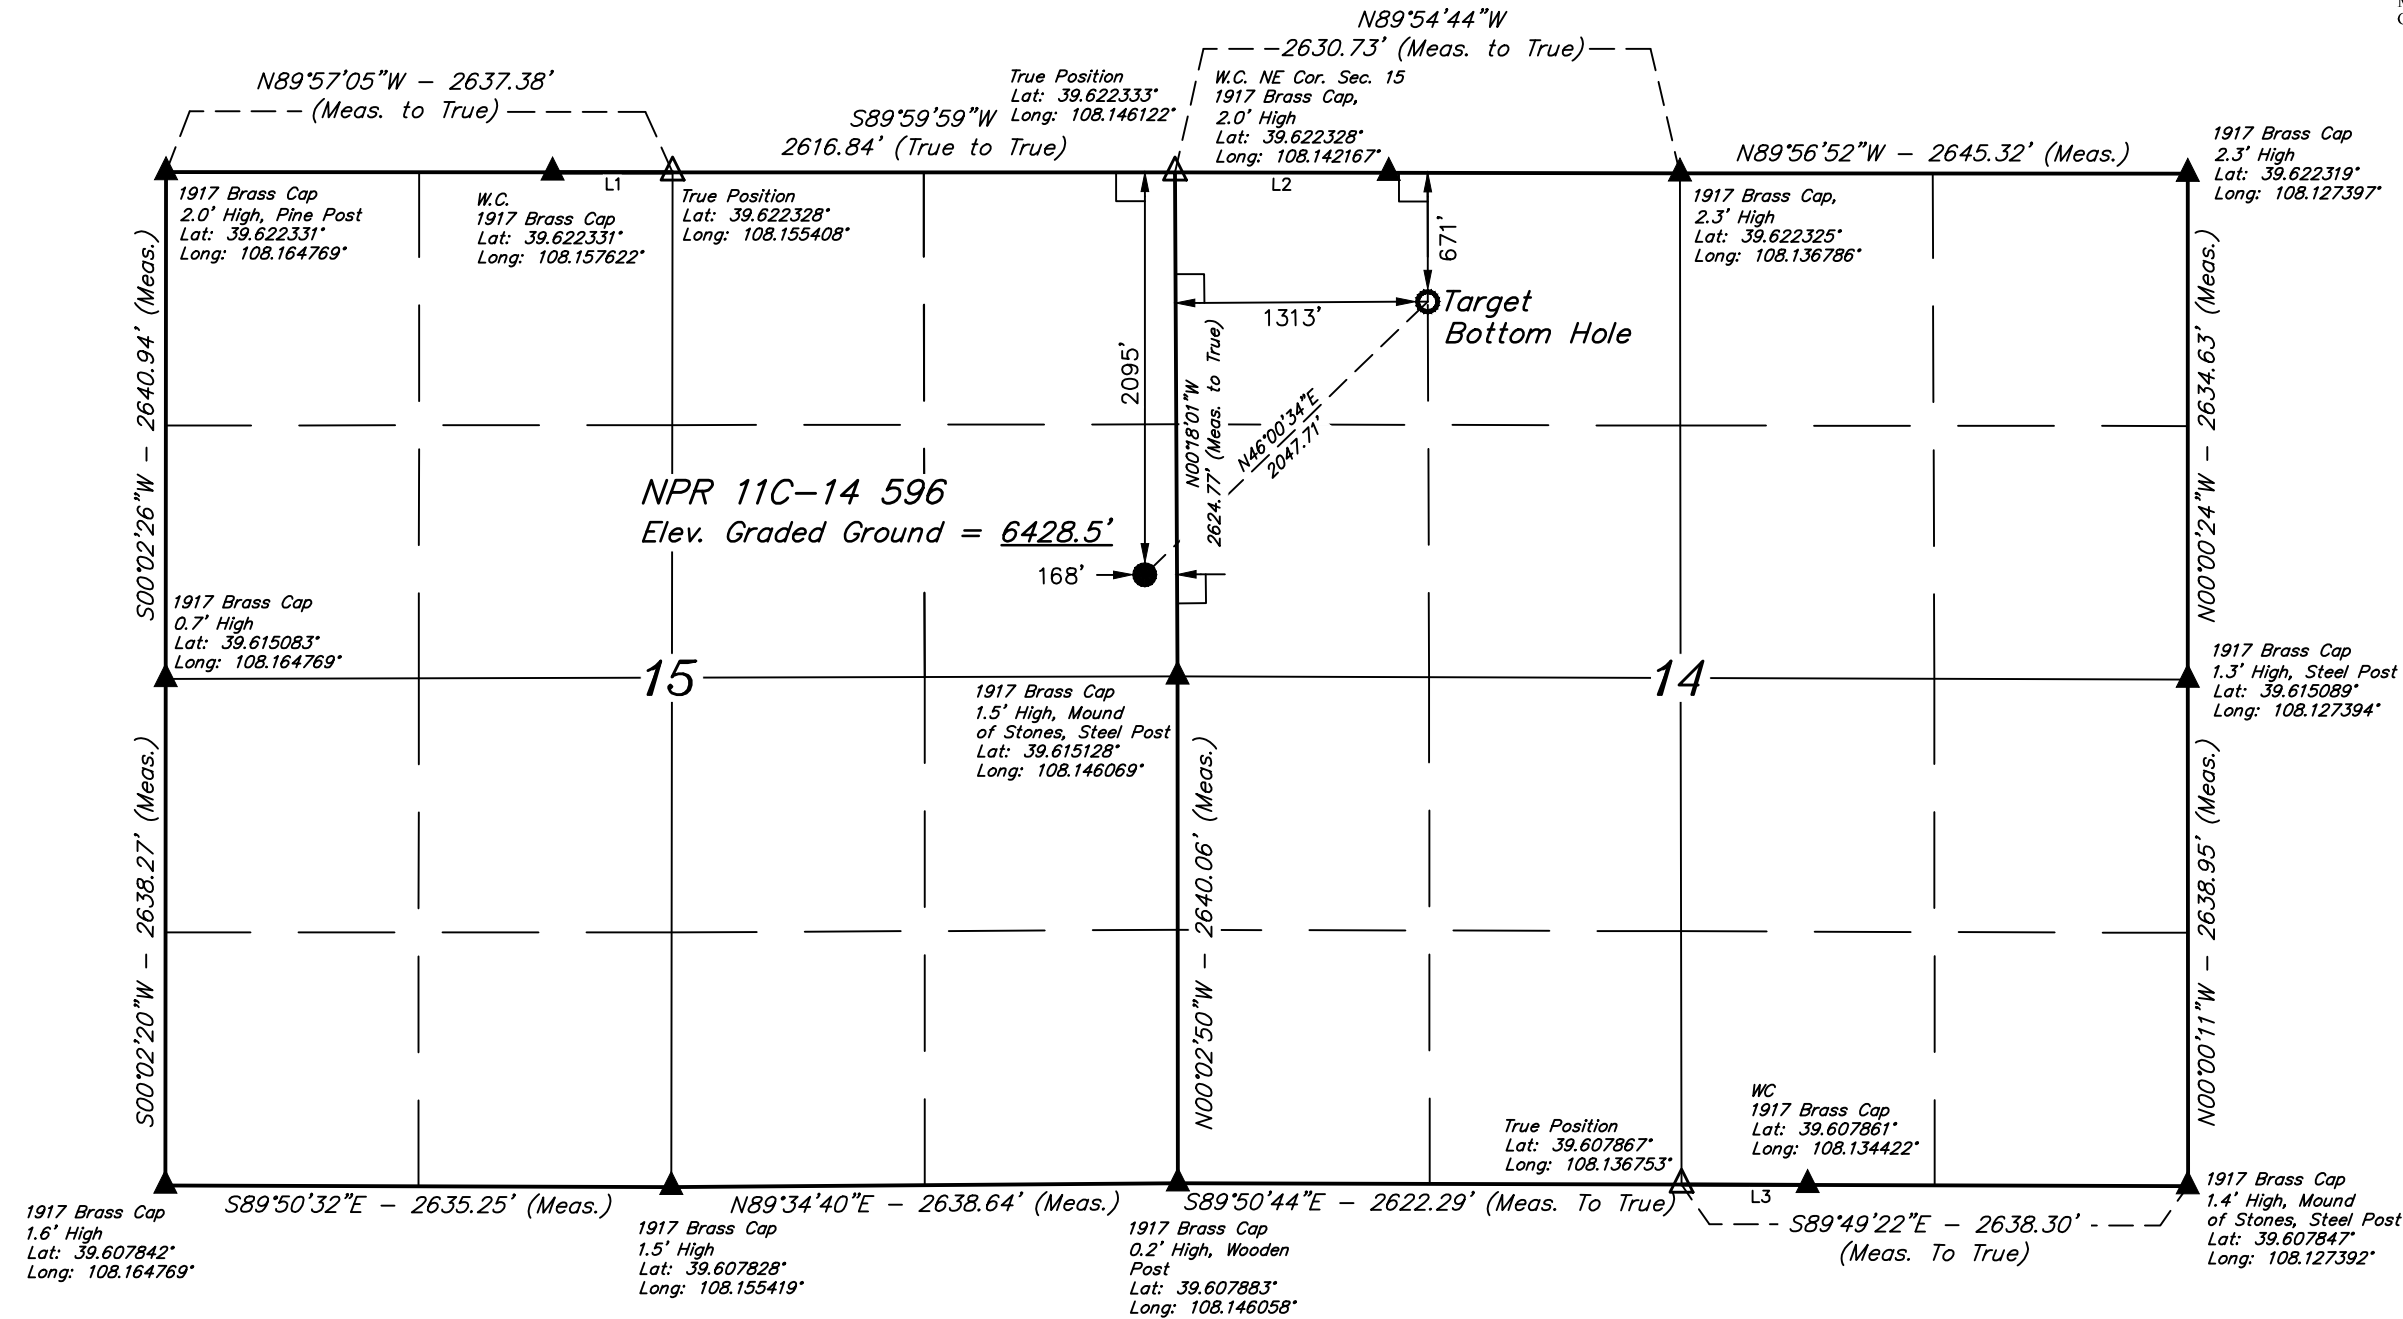 N89°54'44"W
2630.73' (Meas. to True)
N89°57'05"W - 2637.38'
(Meas. to True)
S89°59'59"W
2616.84' (True to True)
True Position
Lat: 39.622333°
Long: 108.146122°
W.C. NE Cor. Sec. 15
1917 Brass Cap,
2.0' High
Lat: 39.622328°
Long: 108.142167°
N89°56'52"W - 2645.32' (Meas.)
1917 Brass Cap
2.3' High
Lat: 39.622319°
Long: 108.127397°
1917 Brass Cap
2.0' High, Pine Post
Lat: 39.622331°
Long: 108.164769°
W.C.
1917 Brass Cap
Lat: 39.622331°
Long: 108.157622°
L1
True Position
Lat: 39.622328°
Long: 108.155408°
L2
1917 Brass Cap,
2.3' High
Lat: 39.622325°
Long: 108.136786°
S00°02'26"W - 2640.94' (Meas.)
2095'
671'
1313'
Target
Bottom Hole
N00°18'01"W
2624.77' (Meas. to True)
N46°00'34"E
2047.71'
N00°00'24"W - 2634.63' (Meas.)
NPR 11C-14 596
Elev. Graded Ground = 6428.5'
168'
1917 Brass Cap
0.7' High
Lat: 39.615083°
Long: 108.164769°
15
14
1917 Brass Cap
1.5' High, Mound
of Stones, Steel Post
Lat: 39.615128°
Long: 108.146069°
1917 Brass Cap
1.3' High, Steel Post
Lat: 39.615089°
Long: 108.127394°
S00°02'20"W - 2638.27' (Meas.)
N00°02'50"W - 2640.06' (Meas.)
N00°00'11"W - 2638.95' (Meas.)
True Position
Lat: 39.607867°
Long: 108.136753°
WC
1917 Brass Cap
Lat: 39.607861°
Long: 108.134422°
L3
1917 Brass Cap
1.6' High
Lat: 39.607842°
Long: 108.164769°
S89°50'32"E - 2635.25' (Meas.)
1917 Brass Cap
1.5' High
Lat: 39.607828°
Long: 108.155419°
N89°34'40"E - 2638.64' (Meas.)
1917 Brass Cap
0.2' High, Wooden
Post
Lat: 39.607883°
Long: 108.146058°
S89°50'44"E - 2622.29' (Meas. To True)
S89°49'22"E - 2638.30'
(Meas. To True)
1917 Brass Cap
1.4' High, Mound
of Stones, Steel Post
Lat: 39.607847°
Long: 108.127392°